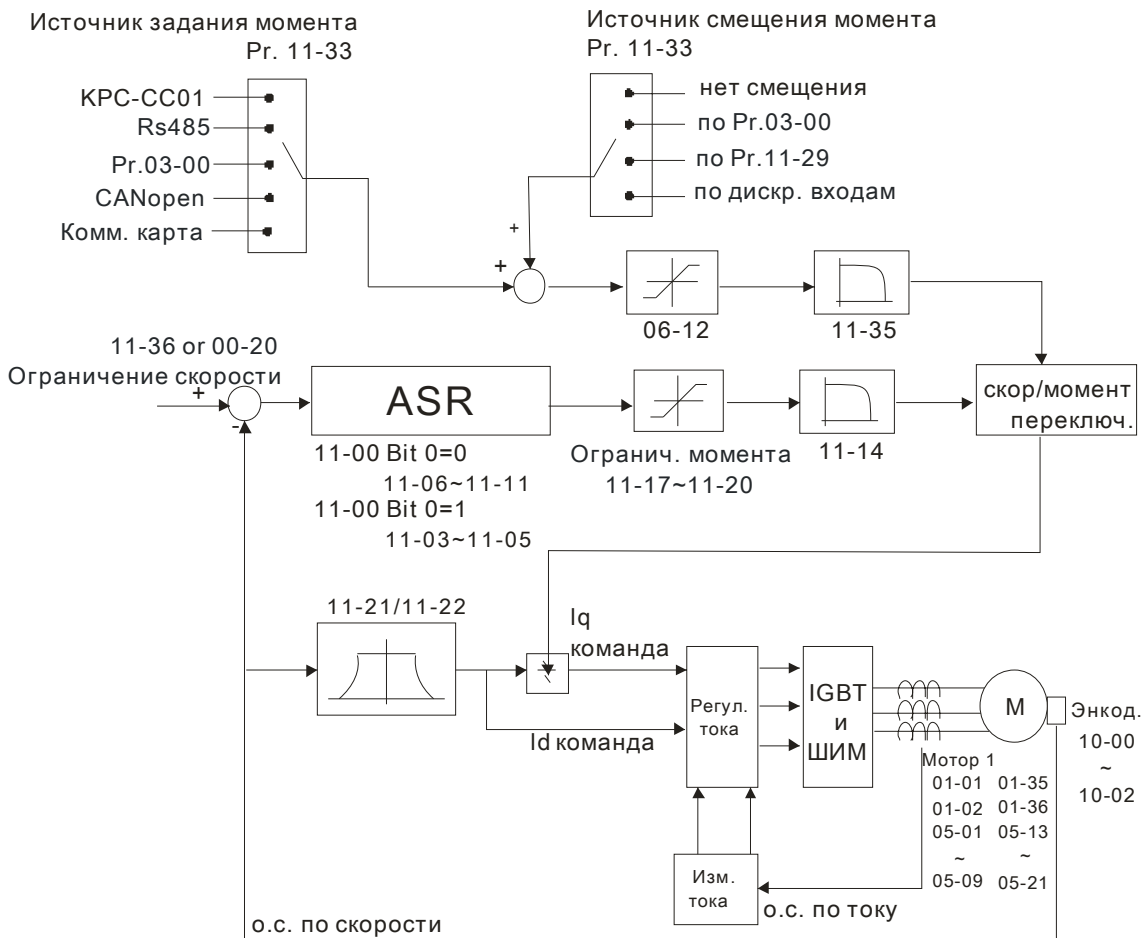 Источник задания момента
Pr. 11-33
KPC-CC01
Rs485
Pr.03-00
CANopen
Комм. карта
Источник смещения момента
Pr. 11-33
нет смещения
по Pr.03-00
по Pr.11-29
по дискр. входам
+
+
06-12
11-35
11-36 or 00-20
Ограничение скорости
+
-
ASR
11-00 Bit 0=0
11-06~11-11
11-00 Bit 0=1
11-03~11-05
Огранич. момента
11-17~11-20
11-14
скор/момент
переключ.
11-21/11-22
Iq
команда
Id команда
Регул.
тока
IGBT
и
ШИМ
M
Энкод.
10-00
~
10-02
Мотор 1
01-01 01-35
01-02 01-36
05-01 05-13
~ ~
05-09 05-21
Изм.
тока
о.с. по току
о.с. по скорости